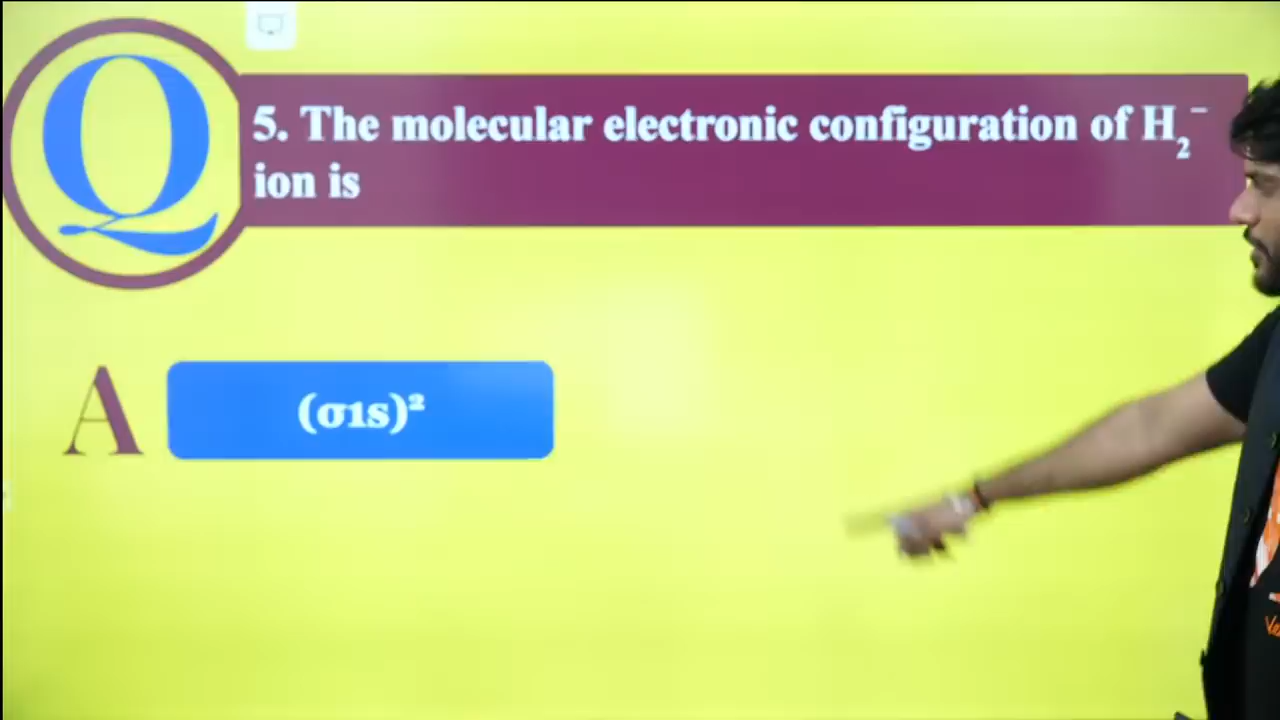 Q
5. The molecular electronic configuration of H₂⁻
ion is
A
(σ1s)²